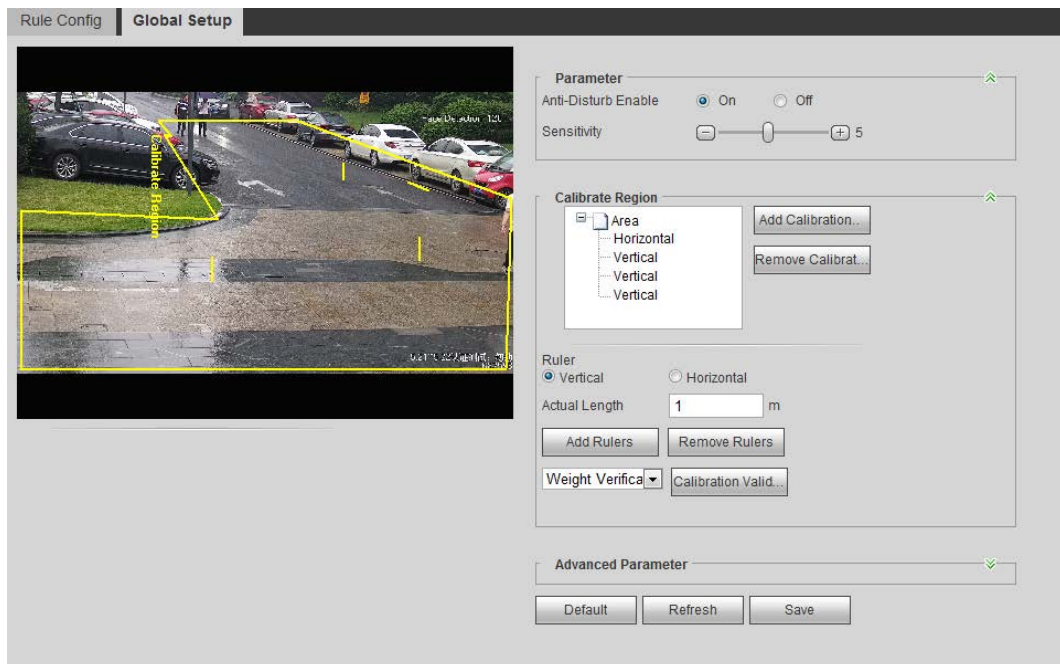 Rule Config
Global Setup
Calibrate Region
Parameter
Anti-Disturb Enable
On
Off
Sensitivity
5
Calibrate Region
Area
Horizontal
Vertical
Vertical
Vertical
Add Calibration..
Remove Calibrat...
Ruler
Vertical
Horizontal
Actual Length
1
m
Add Rulers
Remove Rulers
Weight Verifica
Calibration Valid...
Advanced Parameter
Default
Refresh
Save